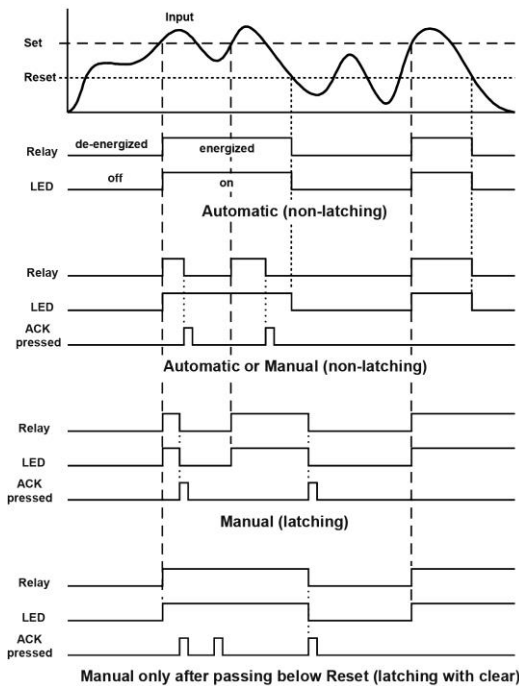 Input
Set
Reset
de-energized energized
Relay
off on
LED
Automatic (non-latching)
Relay
LED
ACK
pressed
Automatic or Manual (non-latching)
Relay
LED
ACK
pressed
Manual (latching)
Relay
LED
ACK
pressed
Manual only after passing below Reset (latching with clear)